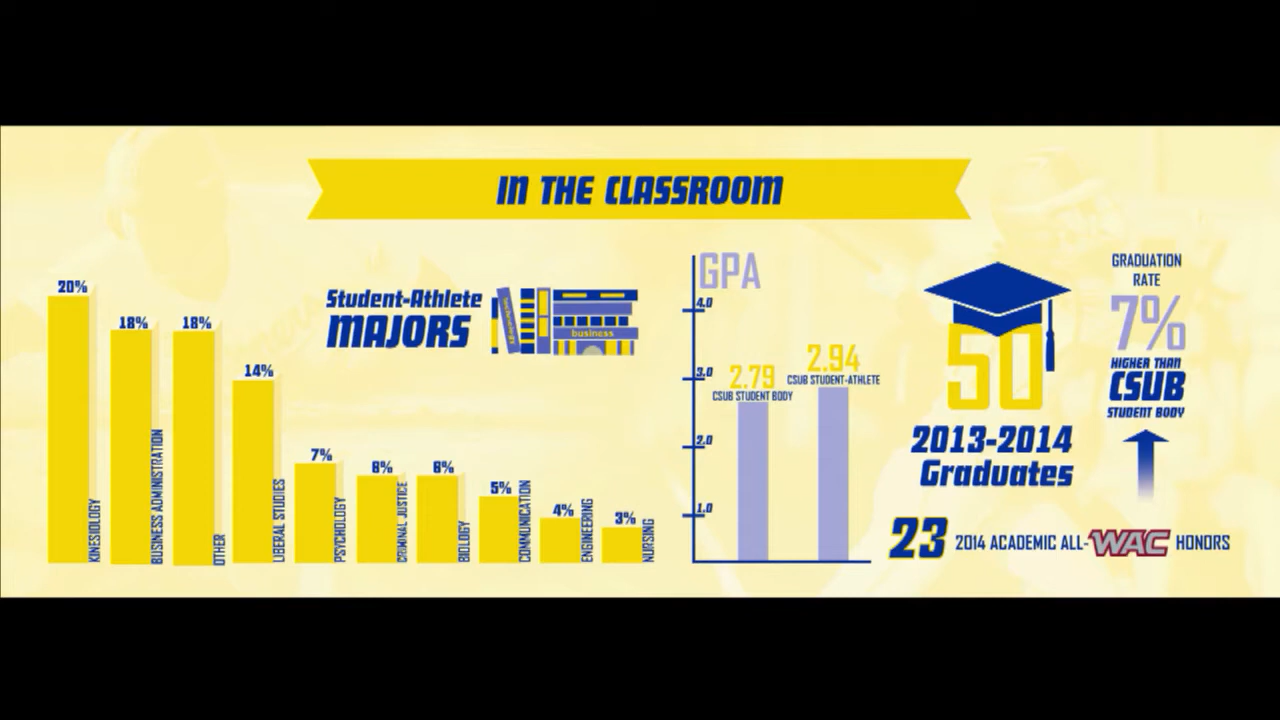 IN THE CLASSROOM
Student-Athlete
MAJORS
business
20%
KINESIOLOGY
18%
BUSINESS ADMINISTRATION
18%
OTHER
14%
LIBERAL STUDIES
7%
PSYCHOLOGY
6%
CRIMINAL JUSTICE
6%
BIOLOGY
5%
COMMUNICATION
4%
ENGINEERING
3%
NURSING
GPA
4.0
3.0
2.0
1.0
2.79
CSUB STUDENT BODY
2.94
CSUB STUDENT-ATHLETE
50
2013-2014
Graduates
GRADUATION
RATE
7%
HIGHER THAN
CSUB
STUDENT BODY
23 2014 ACADEMIC ALL-WAC HONORS